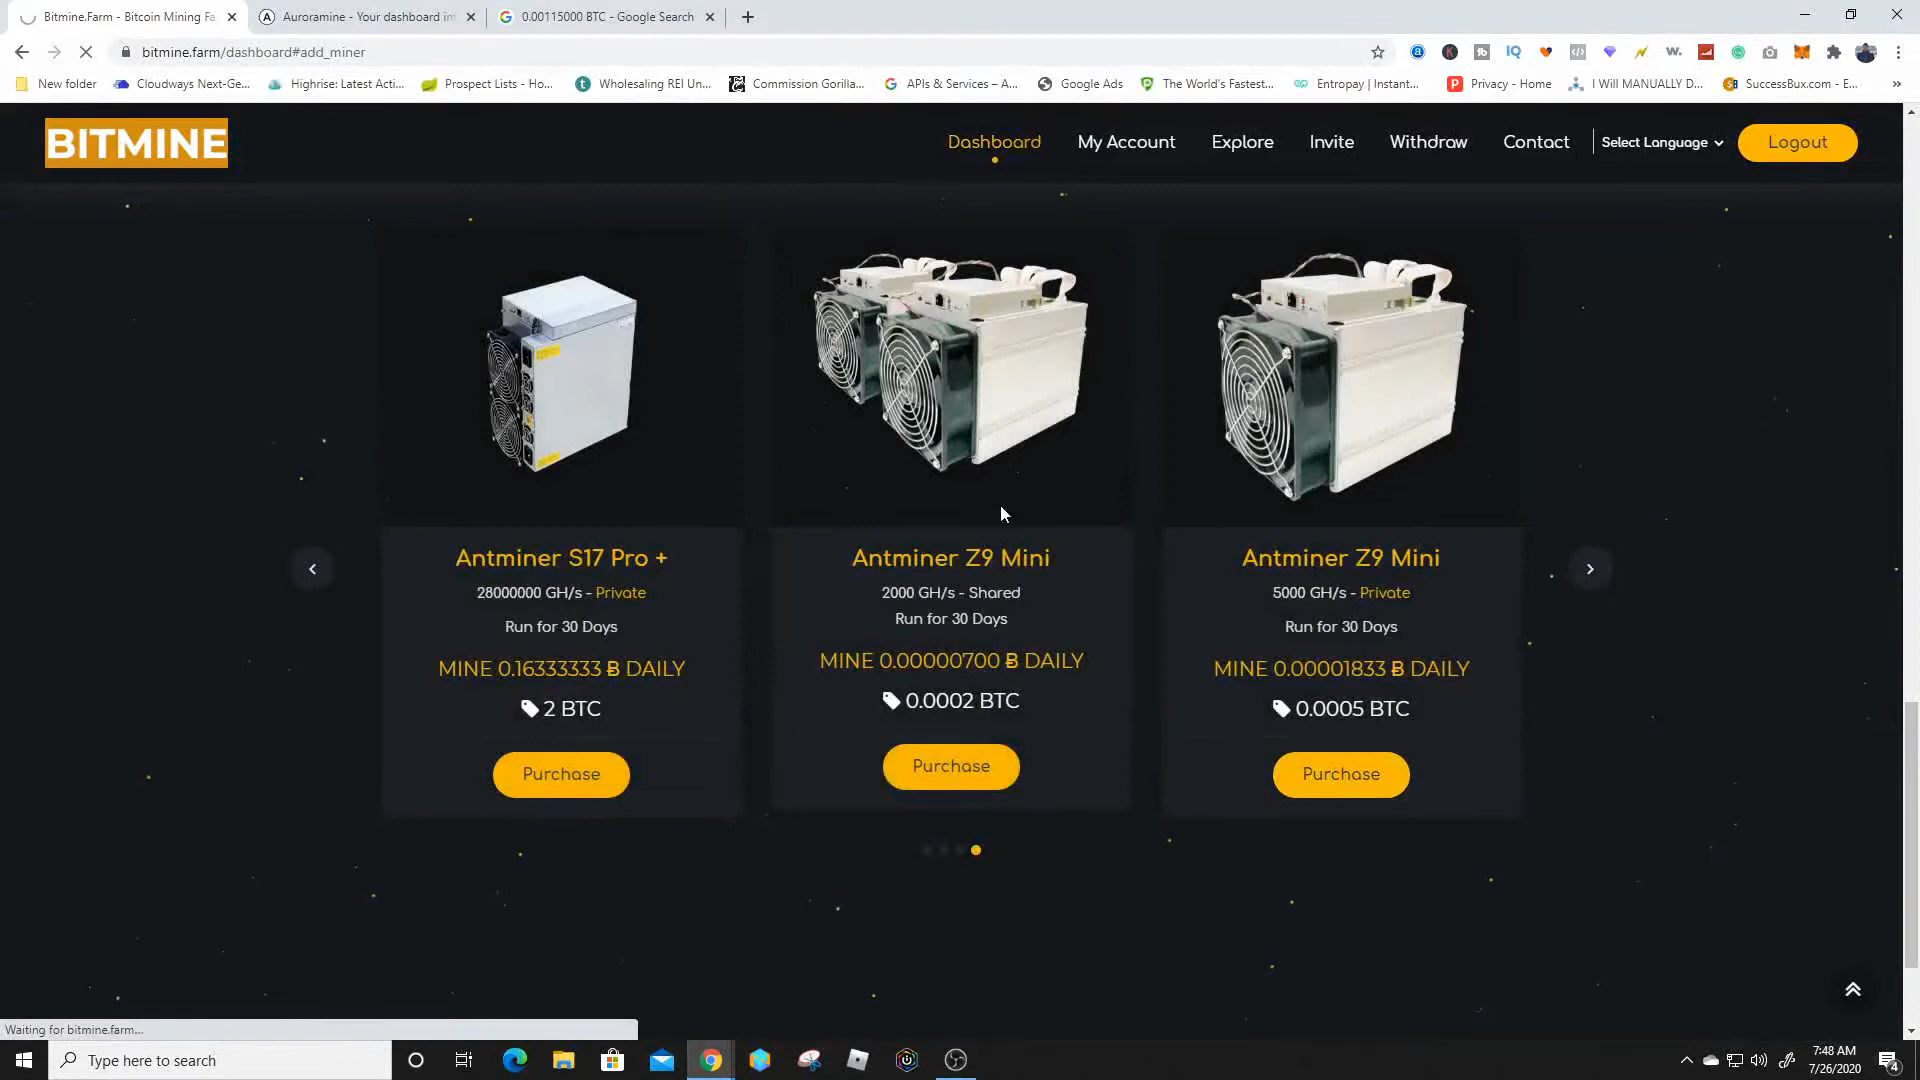 Bitmine.Farm - Bitcoin Mining Fa
Auroramine - Your dashboard im
0.00115000 BTC - Google Search
bitmine.farm/dashboard#add_miner
New folder
Cloudways Next-Ge...
Highrise: Latest Acti...
Prospect Lists - Ho...
Wholesaling REI Un...
Commission Gorilla...
APIs & Services – A...
Google Ads
The World's Fastest...
Entropay | Instant...
Privacy - Home
I Will MANUALLY D...
SuccessBux.com - E...
BITMINE
Dashboard
My Account
Explore
Invite
Withdraw
Contact
Select Language
Logout
Antminer S17 Pro +
28000000 GH/s - Private
Run for 30 Days
MINE 0.16333333 Ƀ DAILY
2 BTC
Purchase
Antminer Z9 Mini
2000 GH/s - Shared
Run for 30 Days
MINE 0.00000700 Ƀ DAILY
0.0002 BTC
Purchase
Antminer Z9 Mini
5000 GH/s - Private
Run for 30 Days
MINE 0.00001833 Ƀ DAILY
0.0005 BTC
Purchase
Waiting for bitmine.farm...
Type here to search
7:48 AM
7/26/2020
4